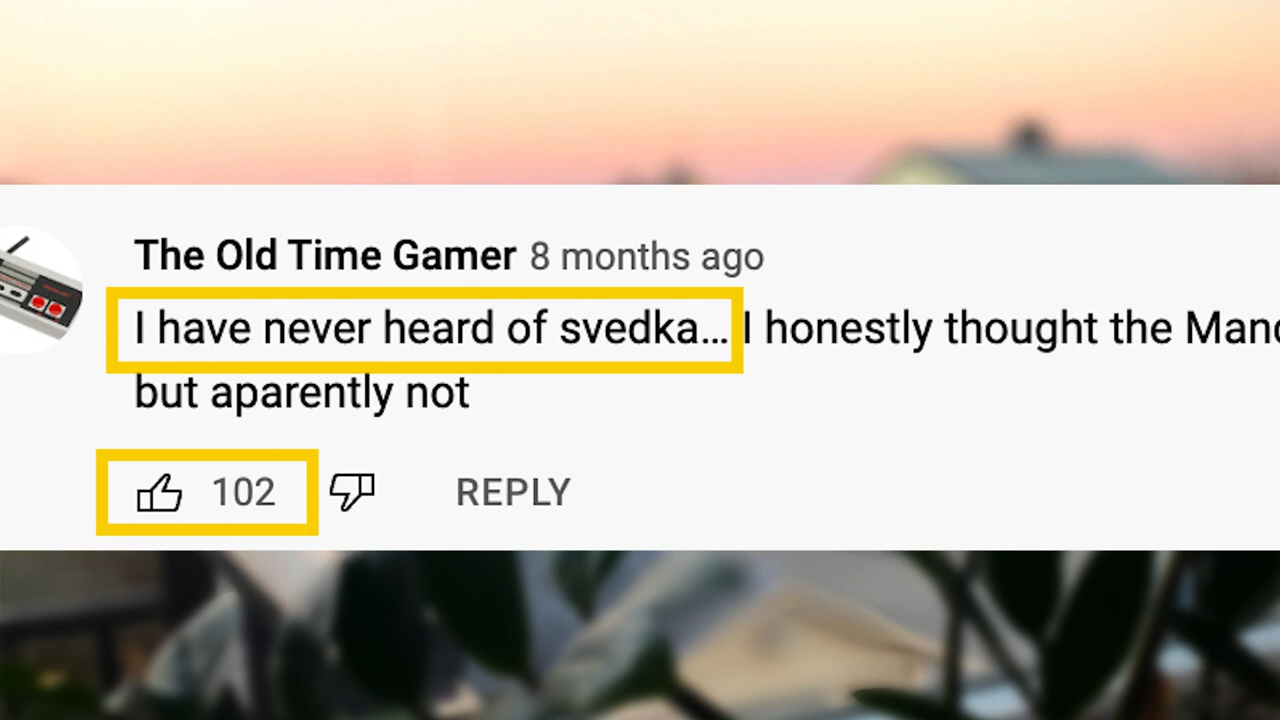 The Old Time Gamer 8 months ago
I have never heard of svedka... I honestly thought the
but aparently not
102
REPLY